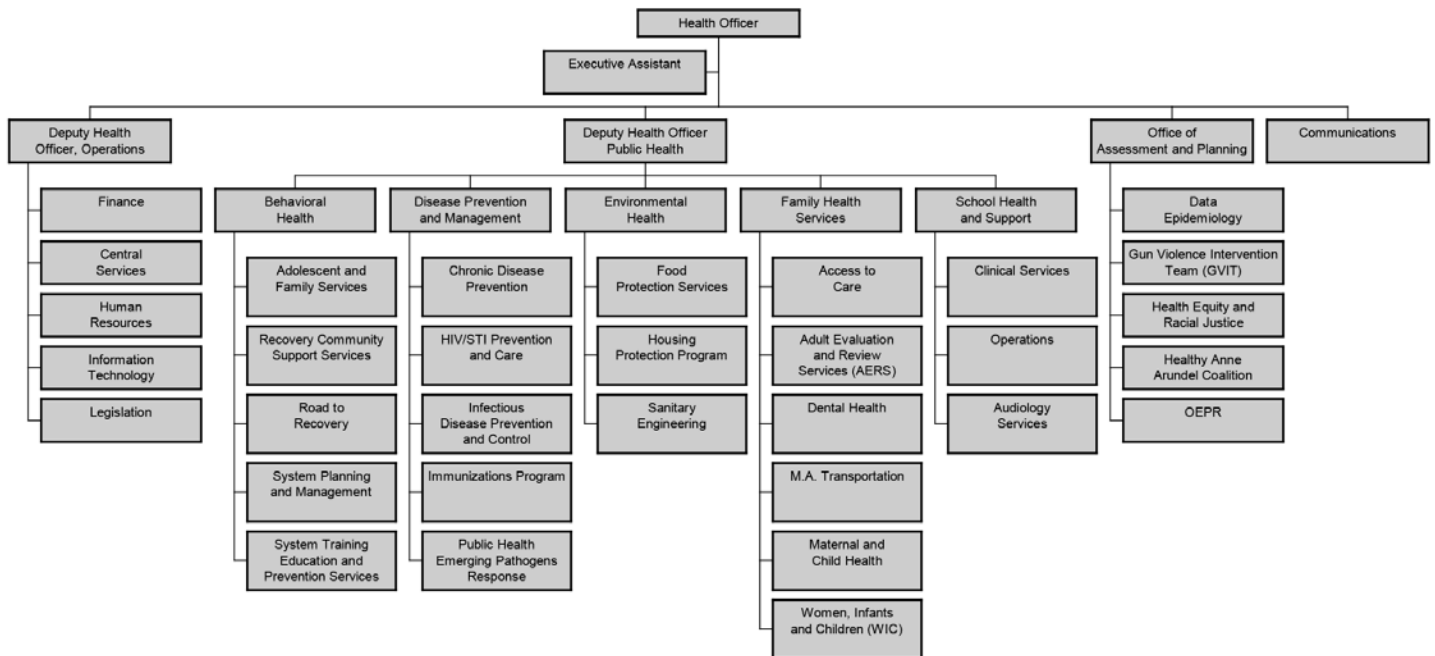 Health Officer
Executive Assistant
Deputy Health
Officer, Operations
Deputy Health Officer
Public Health
Office of
Assessment and Planning
Communications
Finance
Central
Services
Human
Resources
Information
Technology
Legislation
Behavioral
Health
Adolescent and
Family Services
Recovery Community
Support Services
Road to
Recovery
System Planning
and Management
System Training
Education and
Prevention Services
Disease Prevention
and Management
Chronic Disease
Prevention
HIV/STI Prevention
and Care
Infectious
Disease Prevention
and Control
Immunizations Program
Public Health
Emerging Pathogens
Response
Environmental
Health
Food
Protection Services
Housing
Protection Program
Sanitary
Engineering
Family Health
Services
Access to
Care
Adult Evaluation
and Review
Services (AERS)
Dental Health
M.A. Transportation
Maternal and
Child Health
Women, Infants
and Children (WIC)
School Health
and Support
Clinical Services
Operations
Audiology
Services
Data
Epidemiology
Gun Violence Intervention
Team (GVIT)
Health Equity and
Racial Justice
Healthy Anne
Arundel Coalition
OEPR